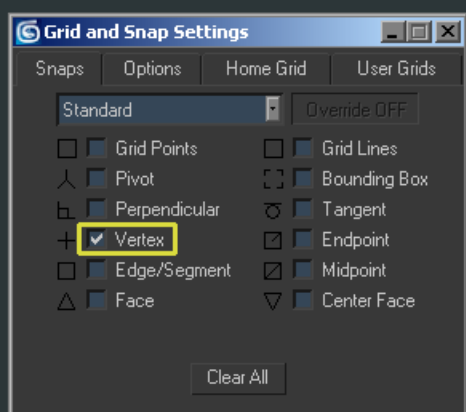 Grid and Snap Settings
Snaps Options Home Grid User Grids
Standard Override OFF
Grid Points Grid Lines
Pivot Bounding Box
Perpendicular Tangent
Vertex Endpoint
Edge/Segment Midpoint
Face Center Face
Clear All